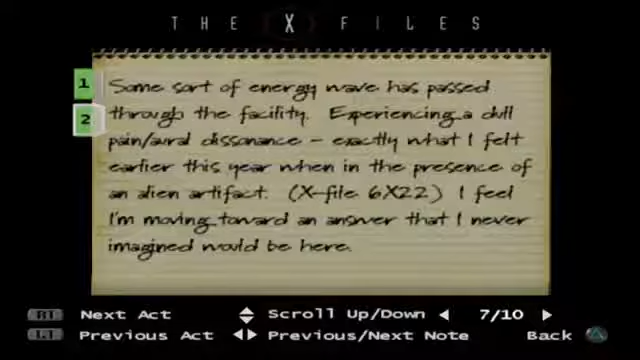 THE X FILES
1
Some sort of energy wave has passed
2
through the facility. Experiencing a dull
pain/aural dissonance - exactly what I felt
earlier this year when in the presence of
an alien artifact. (X-file 6X22) I feel
I'm moving toward an answer that I never
imagined would be here.
R1 Next Act Scroll Up/Down 7/10
L1 Previous Act Previous/Next Note Back